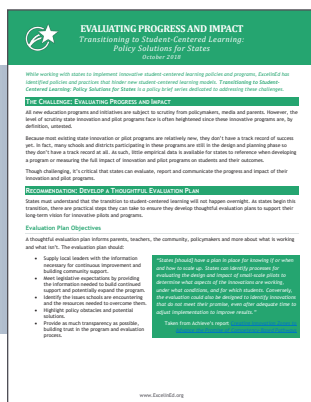 EVALUATING PROGRESS AND IMPACT
Transitioning to Student-Centered Learning:
Policy Solutions for States
October 2018
While working with states to implement innovative student-centered learning policies and programs, ExcelinEd has
identified policies and practices that hinder new student-centered learning models. Transitioning to Student-
Centered Learning: Policy Solutions for States is a policy brief series dedicated to addressing these challenges.
THE CHALLENGE: EVALUATING PROGRESS AND IMPACT
All new education programs and initiatives are subject to scrutiny from policymakers, media and parents. However, the
level of scrutiny state innovation and pilot programs face is often heightened since these innovative programs are, by
definition, untested.
Because most existing state innovation or pilot programs are relatively new, they don't have a track record of success
yet. In fact, many schools and districts participating in these programs are still in the design and planning phase so
they don't have a track record at all. As such, little empirical data is available for states to reference when developing
a program or measuring the full impact of innovation and pilot programs on students and their outcomes.
Though challenging, it's critical that states can evaluate, report and communicate the progress and impact of their
innovation and pilot programs.
RECOMMENDATION: DEVELOP A THOUGHTFUL EVALUATION PLAN
States must understand that the transition to student-centered learning will not happen overnight. As states begin this
transition, there are practical steps they can take to ensure they develop thoughtful evaluation plans to support their
long-term vision for innovative pilots and programs.
Evaluation Plan Objectives
A thoughtful evaluation plan informs parents, teachers, the community, policymakers and more about what is working
and what isn't. The evaluation plan should:
• Supply local leaders with the information
necessary for continuous improvement and
building community support.
• Meet legislative expectations by providing
the information needed to build continued
support and potentially expand the program.
• Identify the issues schools are encountering
and the resources needed to overcome them.
• Highlight policy obstacles and potential
solutions.
• Provide as much transparency as possible,
building trust in the program and evaluation
process.
"States [should] have a plan in place for knowing if or when
and how to scale up. States can identify processes for
evaluating the design and impact of small-scale pilots to
determine what aspects of the innovations are working,
under what conditions, and for which students. Conversely,
the evaluation could also be designed to identify innovations
that do not meet their promise, even after adequate time to
adjust implementation to improve results."
Taken from Achieve's report
www.ExcelinEd.org